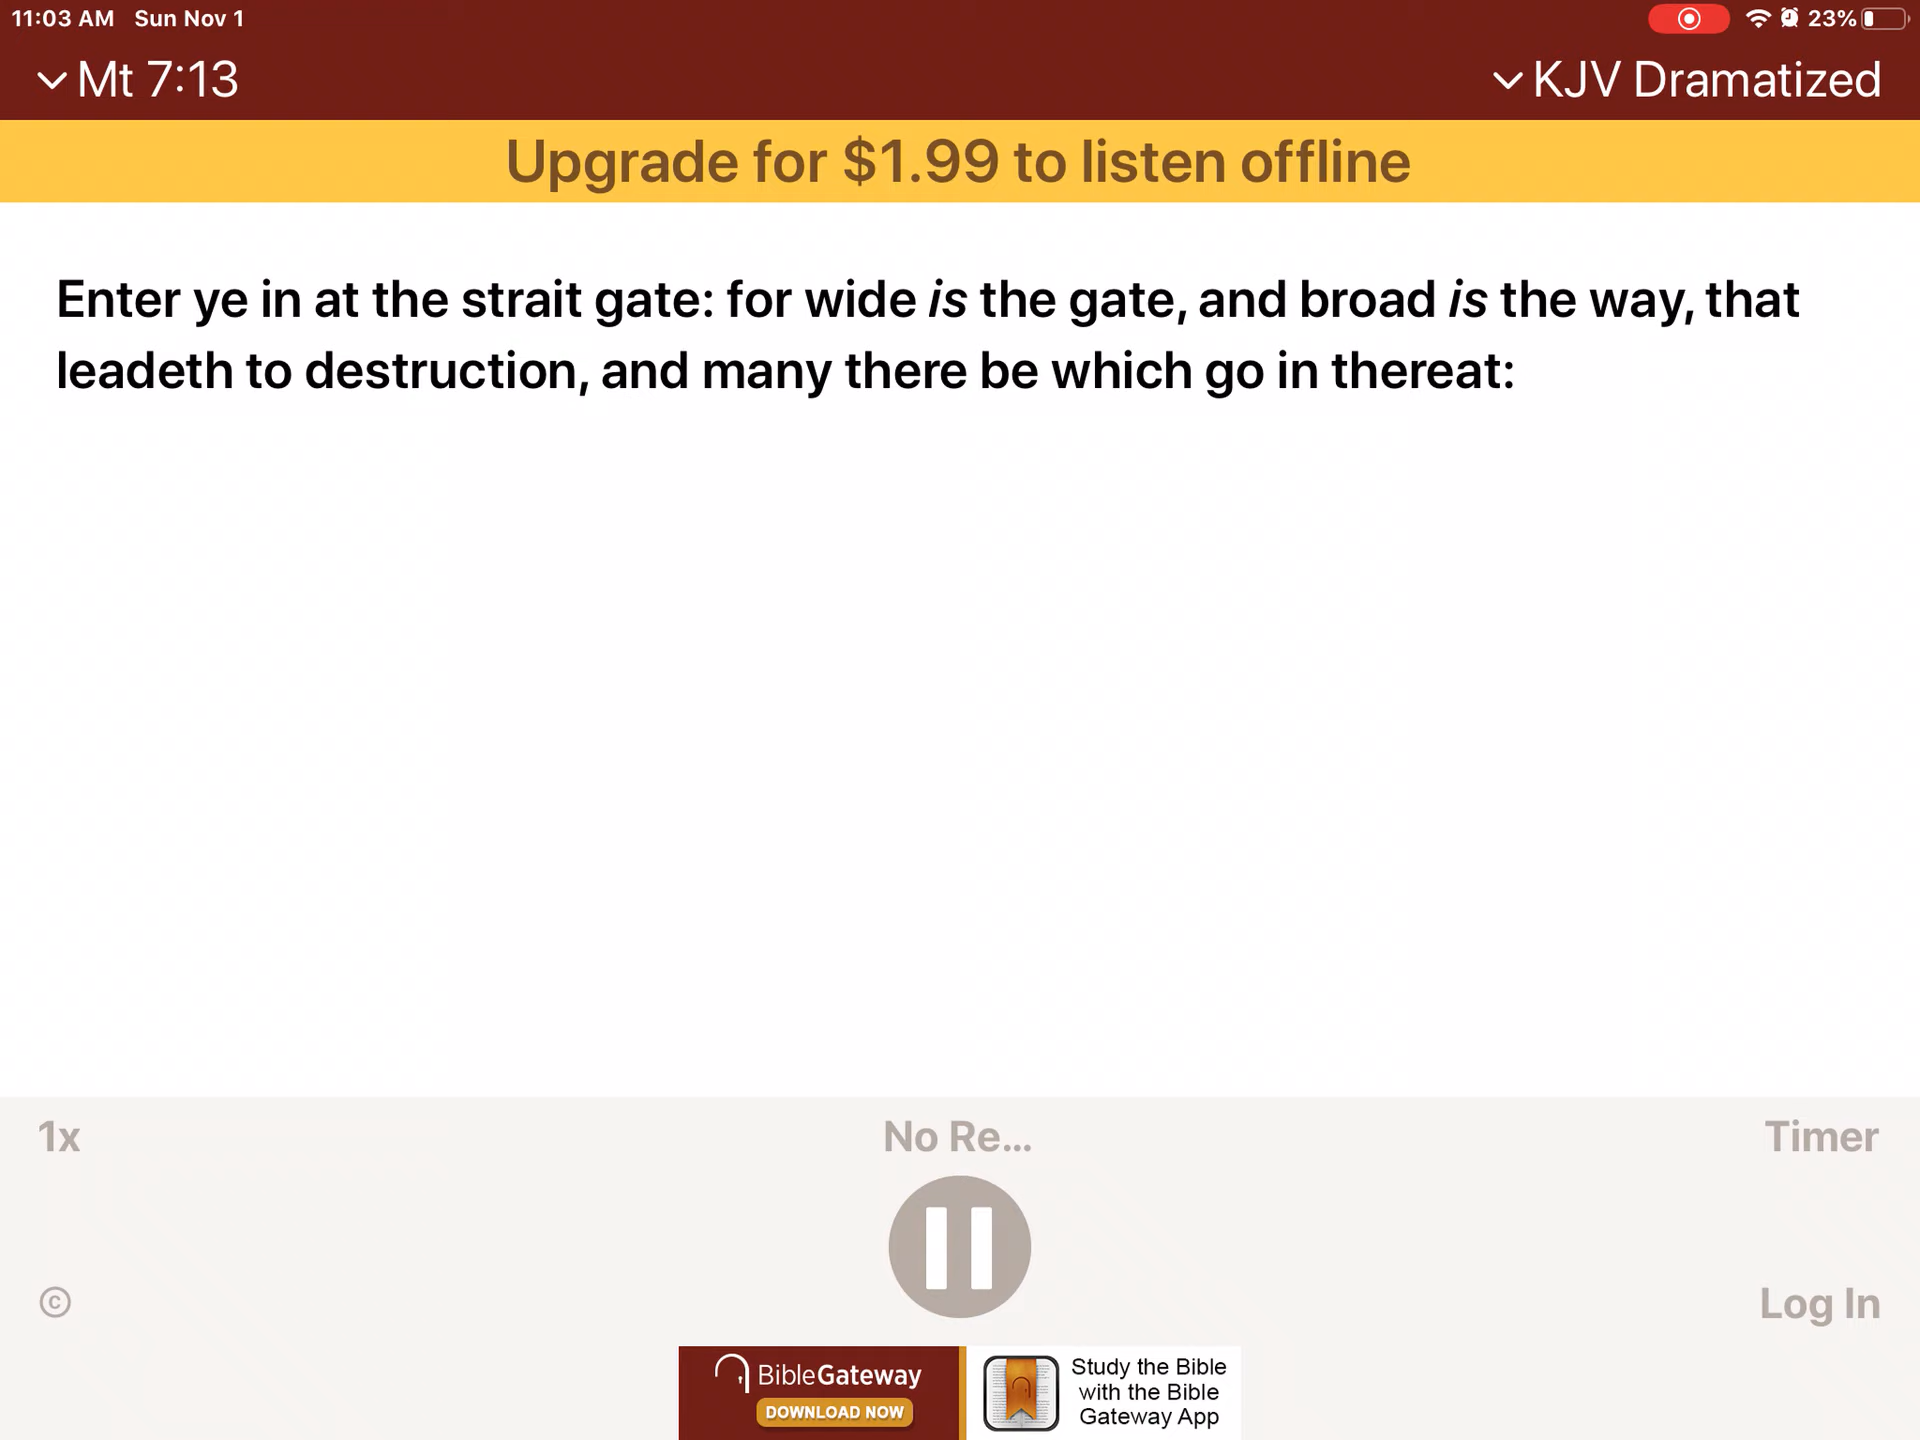 11:03 AM Sun Nov 1
23%
Mt 7:13
KJV Dramatized
Upgrade for $1.99 to listen offline
Enter ye in at the strait gate: for wide is the gate, and broad is the way, that
leadeth to destruction, and many there be which go in thereat:
1x
No Re...
Timer
©
Log In
BibleGateway
DOWNLOAD NOW
Study the Bible
with the Bible
Gateway App